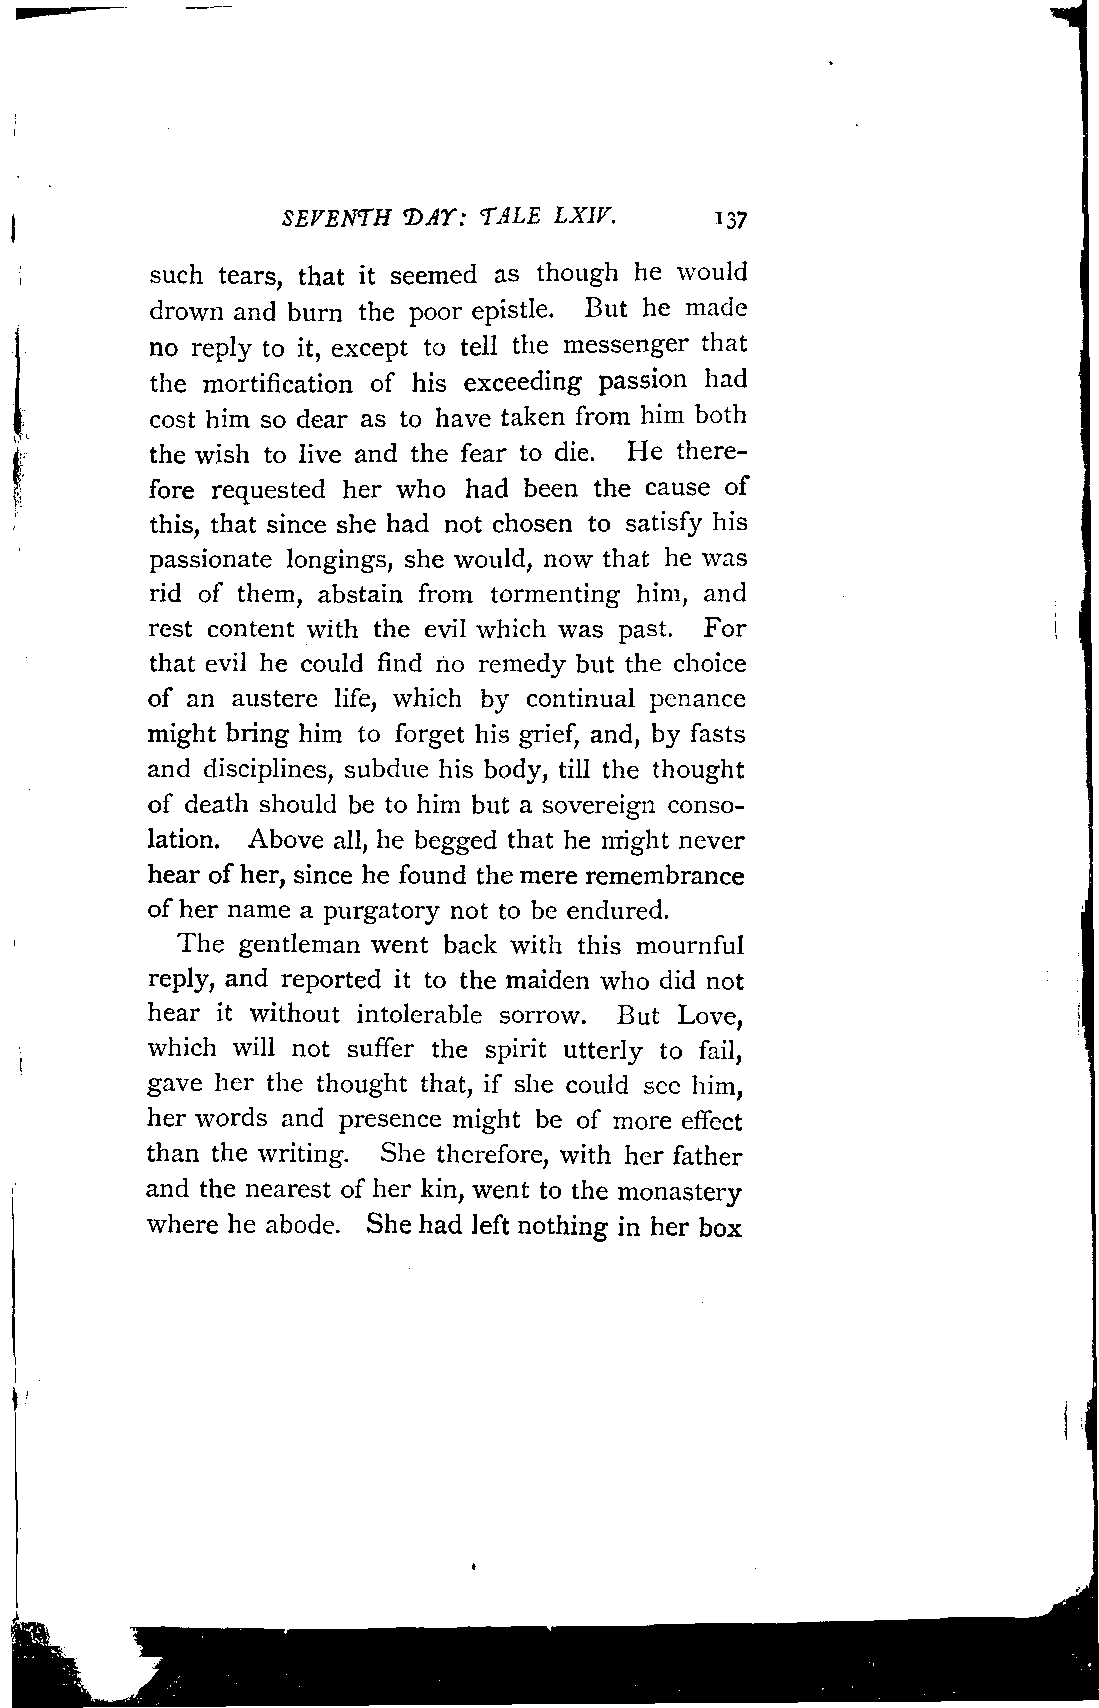 SEVENTH DAY: TALE LXIV. 137
such tears, that it seemed as though he would
drown and burn the poor epistle. But he made
no reply to it, except to tell the messenger that
the mortification of his exceeding passion had
cost him so dear as to have taken from him both
the wish to live and the fear to die. He there-
fore requested her who had been the cause of
this, that since she had not chosen to satisfy his
passionate longings, she would, now that he was
rid of them, abstain from tormenting him, and
rest content with the evil which was past. For
that evil he could find no remedy but the choice
of an austere life, which by continual penance
might bring him to forget his grief, and, by fasts
and disciplines, subdue his body, till the thought
of death should be to him but a sovereign conso-
lation. Above all, he begged that he might never
hear of her, since he found the mere remembrance
of her name a purgatory not to be endured.
The gentleman went back with this mournful
reply, and reported it to the maiden who did not
hear it without intolerable sorrow. But Love,
which will not suffer the spirit utterly to fail,
gave her the thought that, if she could see him,
her words and presence might be of more effect
than the writing. She therefore, with her father
and the nearest of her kin, went to the monastery
where he abode. She had left nothing in her box